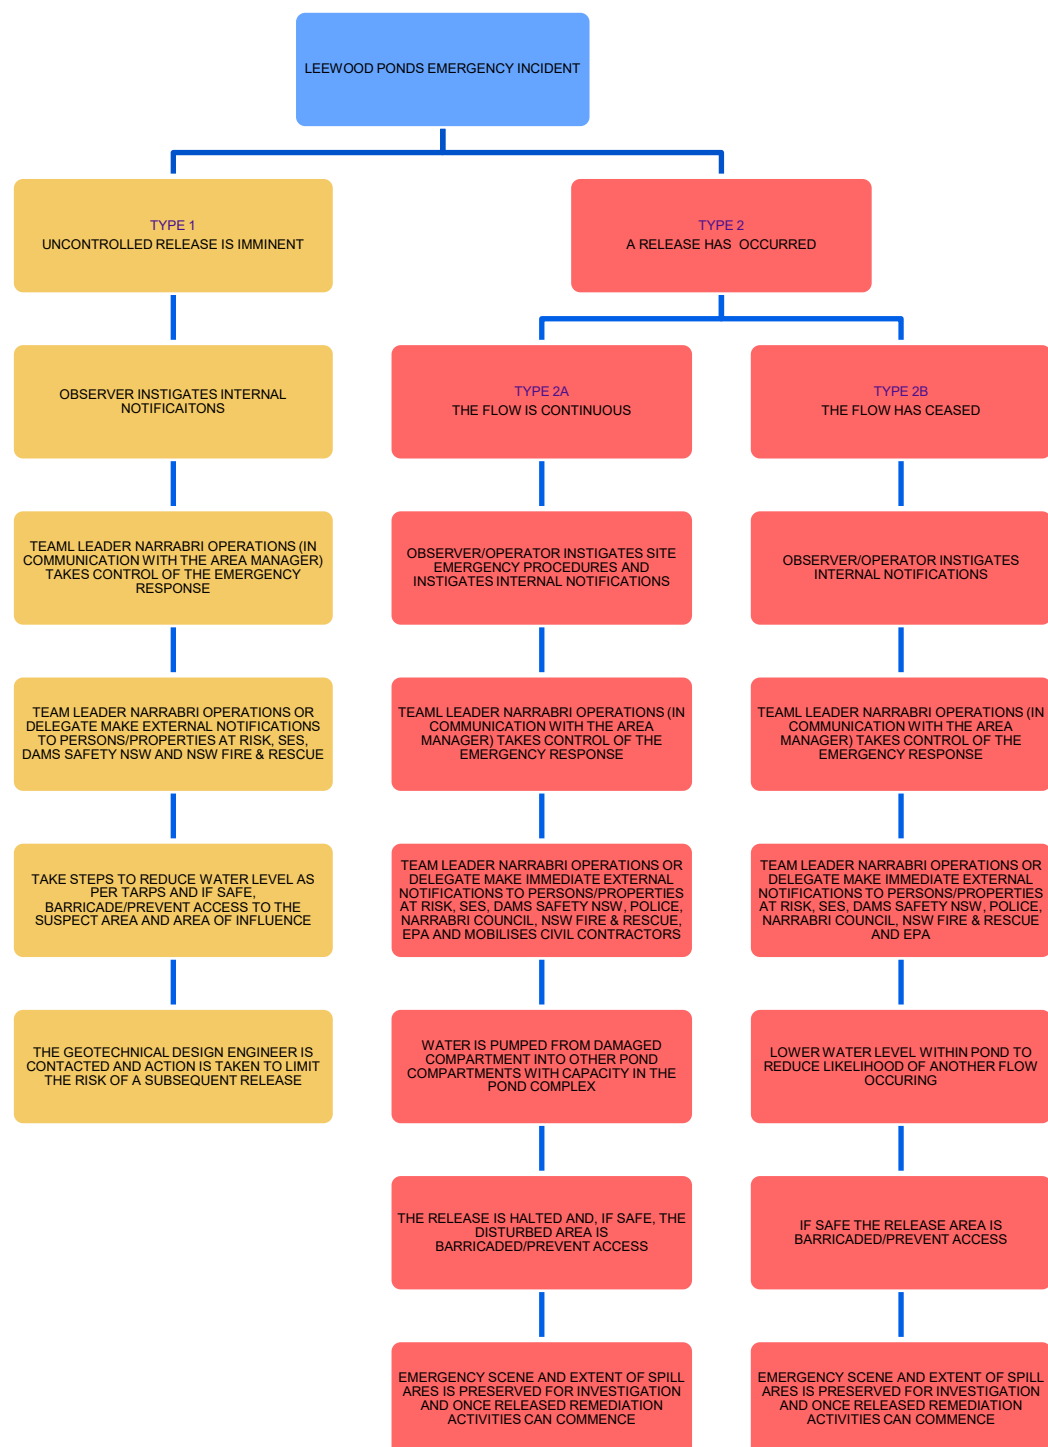 LEEWOOD PONDS EMERGENCY INCIDENT
TYPE 1
UNCONTROLLED RELEASE IS IMMINENT
OBSERVER INSTIGATES INTERNAL
NOTIFICAITONS
TEAML LEADER NARRABRI OPERATIONS (IN
COMMUNICATION WITH THE AREA MANAGER)
TAKES CONTROL OF THE EMERGENCY
RESPONSE
TEAM LEADER NARRABRI OPERATIONS OR
DELEGATE MAKE EXTERNAL NOTIFICATIONS
TO PERSONS/PROPERTIES AT RISK, SES,
DAMS SAFETY NSW AND NSW FIRE & RESCUE
TAKE STEPS TO REDUCE WATER LEVEL AS
PER TARPS AND IF SAFE,
BARRICADE/PREVENT ACCESS TO THE
SUSPECT AREA AND AREA OF INFLUENCE
THE GEOTECHNICAL DESIGN ENGINEER IS
CONTACTED AND ACTION IS TAKEN TO LIMIT
THE RISK OF A SUBSEQUENT RELEASE
TYPE 2
A RELEASE HAS  OCCURRED
TYPE 2A
THE FLOW IS CONTINUOUS
OBSERVER/OPERATOR INSTIGATES SITE
EMERGENCY PROCEDURES AND
INSTIGATES INTERNAL NOTIFICATIONS
TEAML LEADER NARRABRI OPERATIONS (IN
COMMUNICATION WITH THE AREA
MANAGER) TAKES CONTROL OF THE
EMERGENCY RESPONSE
TEAM LEADER NARRABRI OPERATIONS OR
DELEGATE MAKE IMMEDIATE EXTERNAL
NOTIFICATIONS TO PERSONS/PROPERTIES
AT RISK, SES, DAMS SAFETY NSW, POLICE,
NARRABRI COUNCIL, NSW FIRE & RESCUE,
EPA AND MOBILISES CIVIL CONTRACTORS
WATER IS PUMPED FROM DAMAGED
COMPARTMENT INTO OTHER POND
COMPARTMENTS WITH CAPACITY IN THE
POND COMPLEX
THE RELEASE IS HALTED AND, IF SAFE, THE
DISTURBED AREA IS
BARRICADED/PREVENT ACCESS
EMERGENCY SCENE AND EXTENT OF SPILL
ARES IS PRESERVED FOR INVESTIGATION
AND ONCE RELEASED REMEDIATION
ACTIVITIES CAN COMMENCE
TYPE 2B
THE FLOW HAS CEASED
OBSERVER/OPERATOR INSTIGATES
INTERNAL NOTIFICATIONS
TEAML LEADER NARRABRI OPERATIONS (IN
COMMUNICATION WITH THE AREA
MANAGER) TAKES CONTROL OF THE
EMERGENCY RESPONSE
TEAM LEADER NARRABRI OPERATIONS OR
DELEGATE MAKE IMMEDIATE EXTERNAL
NOTIFICATIONS TO PERSONS/PROPERTIES
AT RISK, SES, DAMS SAFETY NSW, POLICE,
NARRABRI COUNCIL, NSW FIRE & RESCUE
AND EPA
LOWER WATER LEVEL WITHIN POND TO
REDUCE LIKELIHOOD OF ANOTHER FLOW
OCCURING
IF SAFE THE RELEASE AREA IS
BARRICADED/PREVENT ACCESS
EMERGENCY SCENE AND EXTENT OF SPILL
ARES IS PRESERVED FOR INVESTIGATION
AND ONCE RELEASED REMEDIATION
ACTIVITIES CAN COMMENCE